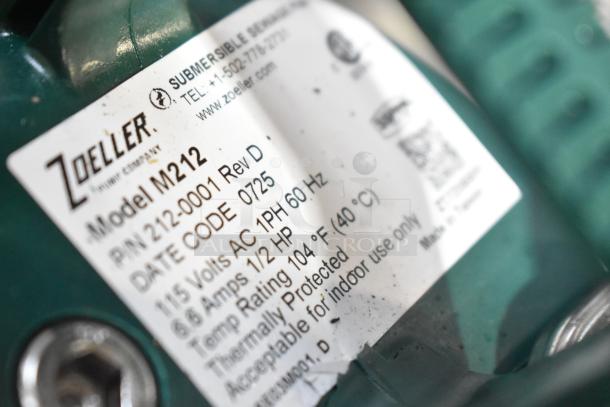 ZOELLER
PUMP COMPANY
SUBMERSIBLE SEWAGE
TEL: +1-502-778-2731
www.zoeller.com
Model M212
P/N 212-0001 Rev D
DATE CODE 0725
115 Volts AC 1PH 60 Hz
6.6 Amps 1/2 HP
Temp Rating 104 °F (40 °C)
Thermally Protected
Acceptable for indoor use only
Made in